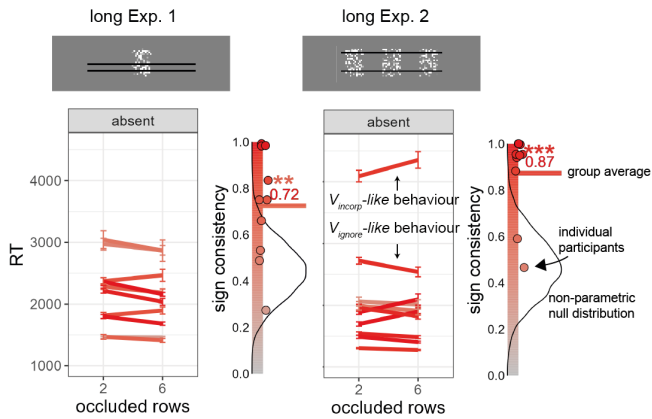 long Exp. 1
long Exp. 2
absent
absent
RT
4000
3000
2000
1000
2
6
occluded rows
sign consistency
1.0
0.8
0.6
0.4
0.2
0.0
**
0.72
V_incorp-like behaviour
V_ignore-like behaviour
2
6
occluded rows
sign consistency
1.0
0.8
0.6
0.4
0.2
0.0
***
0.87
group average
individual
participants
non-parametric
null distribution